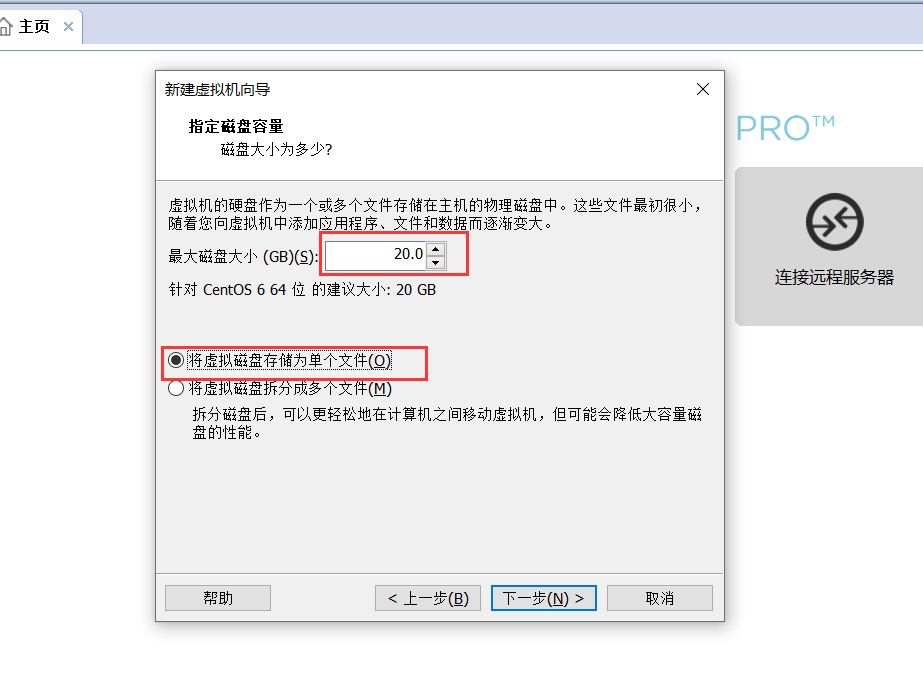 主页
新建虚拟机向导
指定磁盘容量
磁盘大小为多少?
PRO™
虚拟机的硬盘作为一个或多个文件存储在主机的物理磁盘中。这些文件最初很小，
随着您向虚拟机中添加应用程序、文件和数据而逐渐变大。
最大磁盘大小 (GB)(S): 20.0
针对 CentOS 6 64 位 的建议大小: 20 GB
连接远程服务器
将虚拟磁盘存储为单个文件(O)
将虚拟磁盘拆分成多个文件(M)
拆分磁盘后，可以更轻松地在计算机之间移动虚拟机，但可能会降低大容量磁
盘的性能。
帮助 < 上一步(B) 下一步(N) > 取消